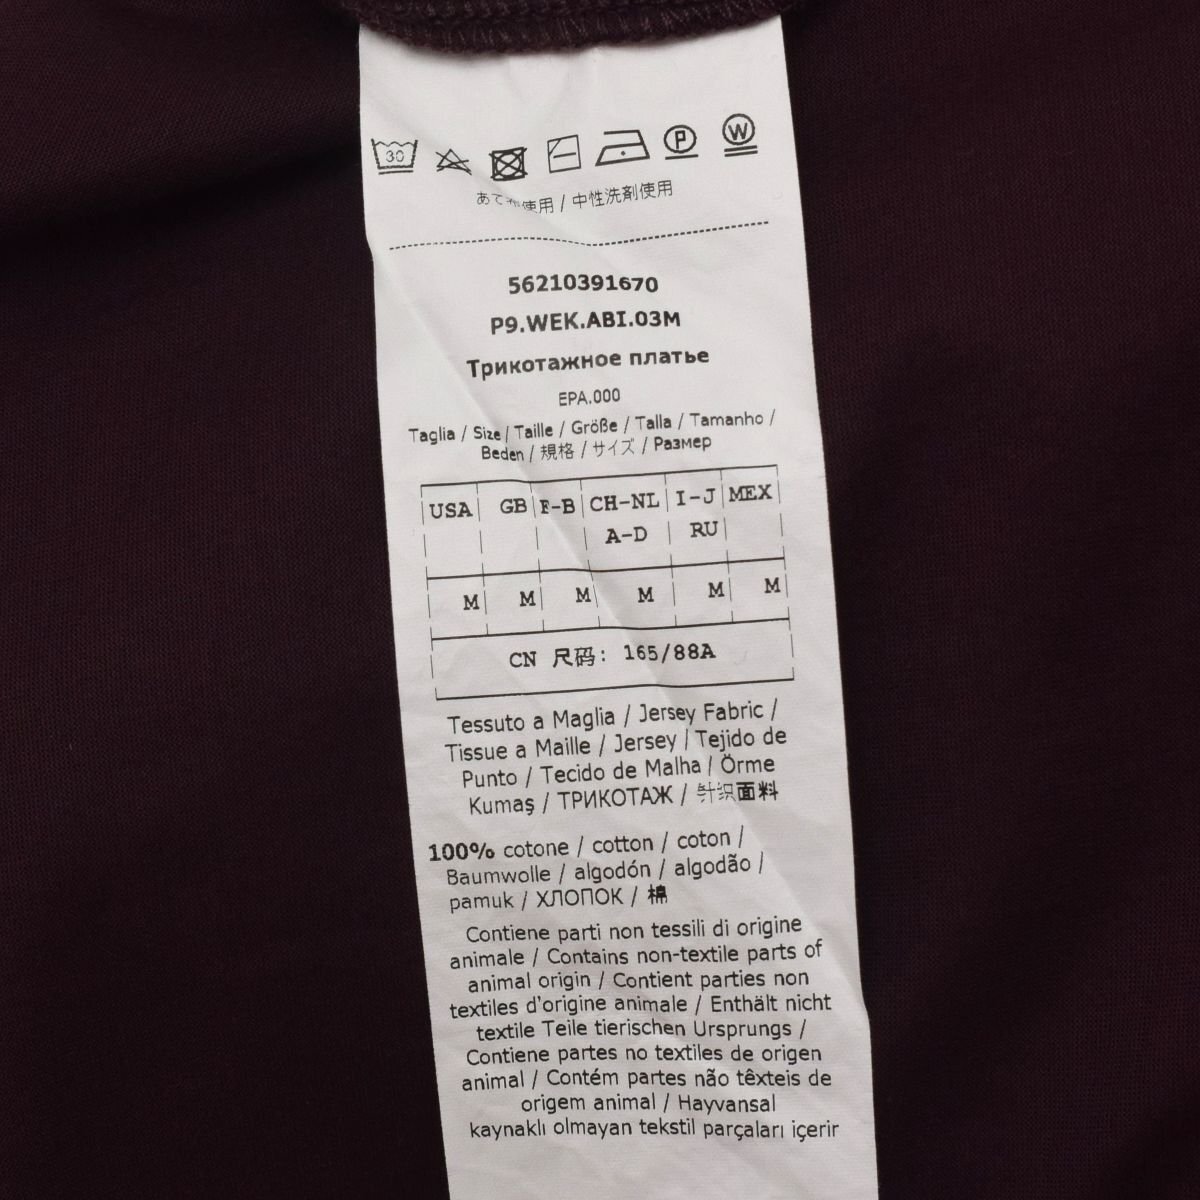 30
P
W
あて布使用 / 中性洗剤使用
56210391670
P9.WEK.ABI.03M
Трикотажное платье
EPA.000
Taglia / Size / Taille / Größe / Talla / Tamanho /
Beden / 規格 / サイズ / Размер
USA GB F-B CH-NL I-J MEX
A-D RU
M M M M M M
CN 尺码: 165/88A
Tessuto a Maglia / Jersey Fabric /
Tissue a Maille / Jersey / Tejido de
Punto / Tecido de Malha / Örme
Kumaş / ТРИКОТАЖ / 针织面料
100% cotone / cotton / coton /
Baumwolle / algodón / algodão /
pamuk / ХЛОПОК / 棉
Contiene parti non tessili di origine
animale / Contains non-textile parts of
animal origin / Contient parties non
textiles d'origine animale / Enthält nicht
textile Teile tierischen Ursprungs /
Contiene partes no textiles de origen
animal / Contém partes não têxteis de
origem animal / Hayvansal
kaynaklı olmayan tekstil parçaları içerir